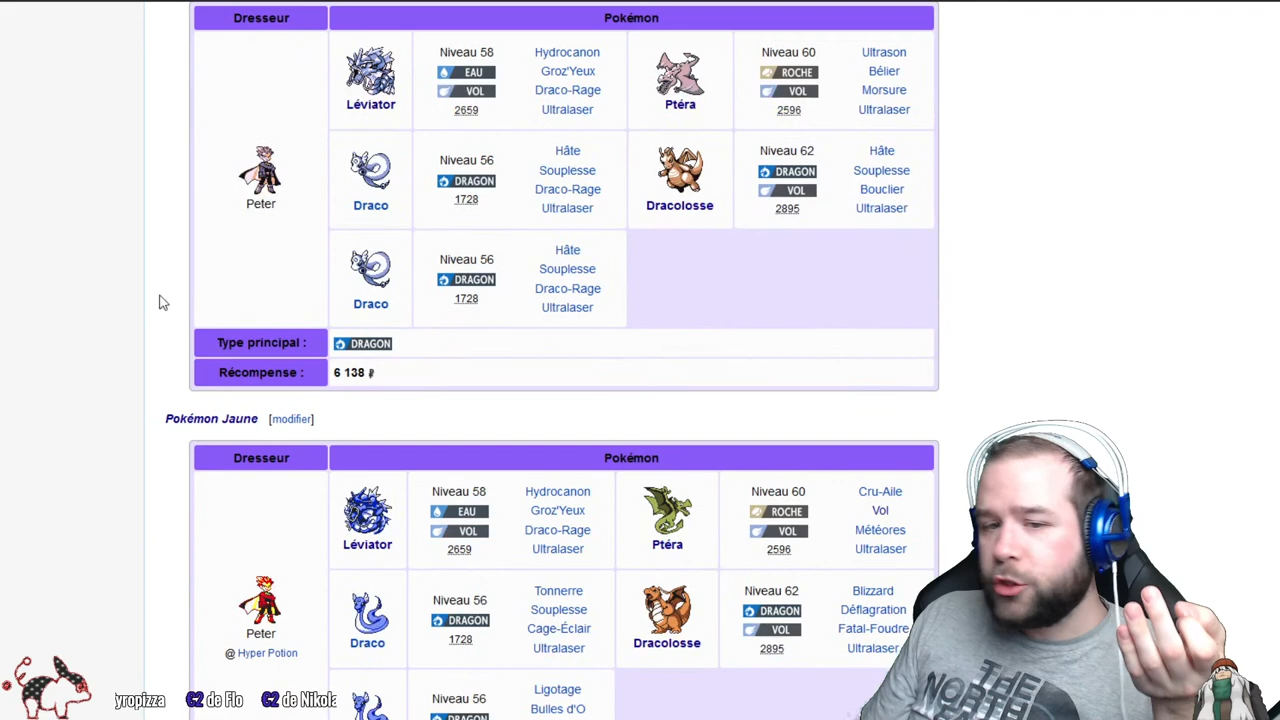 Dresseur Pokémon
Niveau 58 Hydrocanon Niveau 60 Ultrason
EAU Groz'Yeux ROCHE Bélier
VOL Draco-Rage VOL Morsure
Léviator 2659 Ultralaser Ptéra 2596 Ultralaser
Niveau 56 Hâte Niveau 62 Hâte
DRAGON Souplesse DRAGON Souplesse
1728 Draco-Rage VOL Bouclier
Peter Draco Ultralaser Dracolosse 2895 Ultralaser
Niveau 56 Hâte
DRAGON Souplesse
1728 Draco-Rage
Draco Ultralaser
Type principal : DRAGON
Récompense : 6 138 ₽
Pokémon Jaune [modifier]
Dresseur Pokémon
Niveau 58 Hydrocanon Niveau 60 Cru-Aile
EAU Groz'Yeux ROCHE Vol
VOL Draco-Rage VOL Météores
Léviator 2659 Ultralaser Ptéra 2596 Ultralaser
Niveau 56 Tonnerre Niveau 62 Blizzard
DRAGON Souplesse DRAGON Déflagration
Peter 1728 Cage-Éclair VOL Fatal-Foudre
Draco Ultralaser Dracolosse 2895 Ultralaser
@ Hyper Potion
Niveau 56 Ligotage
DRAGON Bulles d'O
THE
NORTH
yropizza G2 de Flo G2 de Nikola